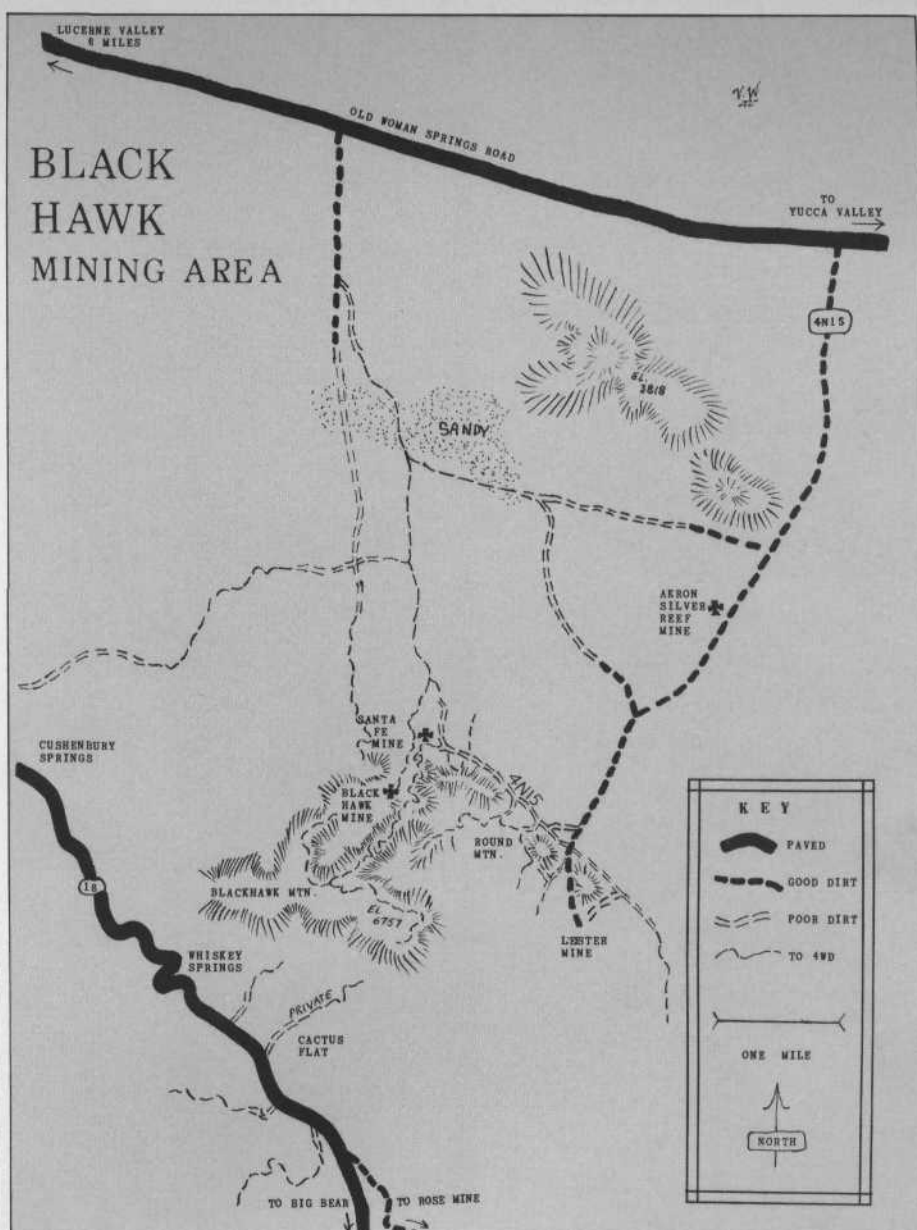 LUCERNE VALLEY
6 MILES
V.W
OLD WOMAN SPRINGS ROAD
BLACK
HAWK
MINING AREA
TO
YUCCA VALLEY
4N15
EL.
3818
SANDY
AKRON
SILVER
REEF
MINE
SANTA
FE
MINE
CUSHENBURY
SPRINGS
BLACK
HAWK
MINE
4N15
ROUND
MTN.
18
BLACKHAWK MTN.
EL
6757
LESTER
MINE
WHISKEY
SPRINGS
PRIVATE
CACTUS
FLAT
TO BIG BEAR
TO ROSE MINE
KEY
PAVED
GOOD DIRT
POOR DIRT
TO 4WD
ONE MILE
NORTH